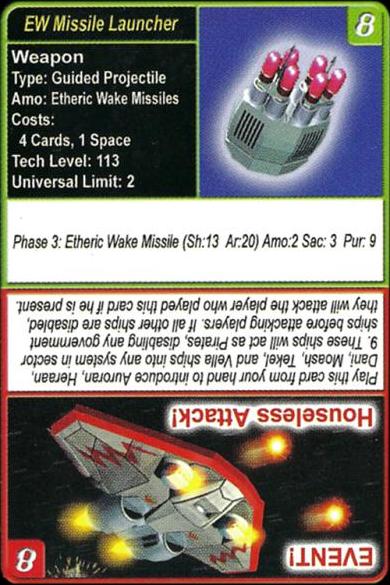 EW Missile Launcher
8
Weapon
Type: Guided Projectile
Amo: Etheric Wake Missiles
Costs:
4 Cards, 1 Space
Tech Level: 113
Universal Limit: 2
Phase 3: Etheric Wake Missile (Sh:13 Ar:20) Amo:2 Sac: 3 Pur: 9
8
EVENT!
Houseless Attack!
Play this card from your hand to introduce Auroran, Heraen,
Dani, Moash, Tekel, and Vella ships into any system in sector
9. These ships will act as Pirates, disabling any government
ships before attacking players. If all other ships are disabled,
they will attack the player who played this card if he is present.